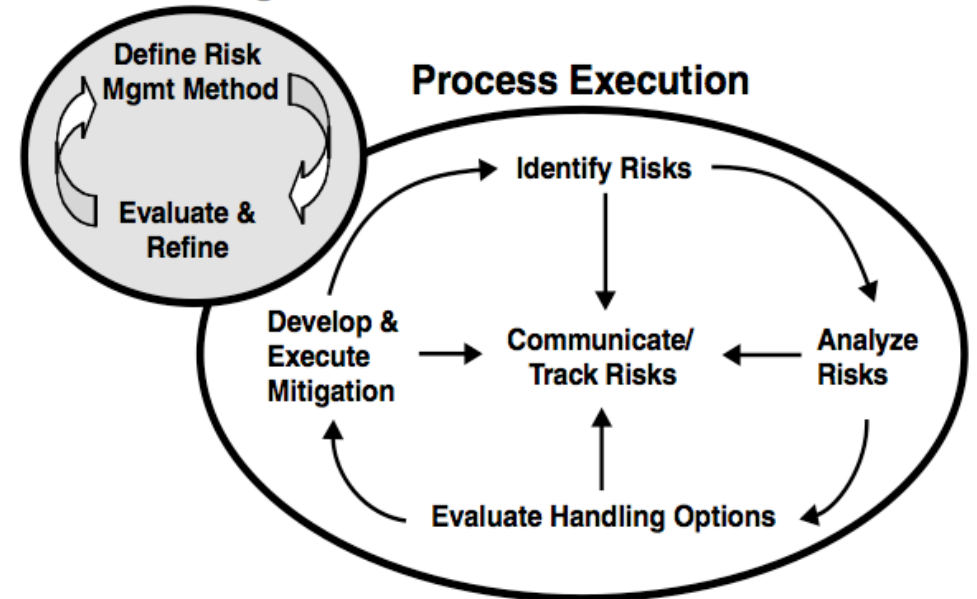 Define Risk
Mgmt Method
Evaluate &
Refine
Process Execution
Identify Risks
Develop &
Execute
Mitigation
Communicate/
Track Risks
Analyze
Risks
Evaluate Handling Options